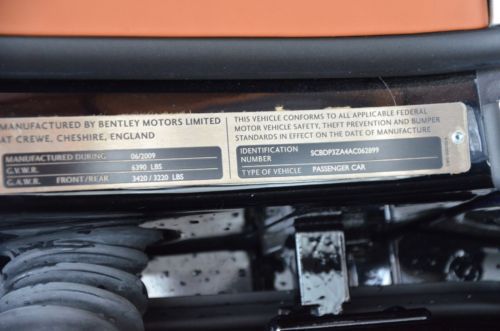 MANUFACTURED BY BENTLEY MOTORS LIMITED
AT CREWE, CHESHIRE, ENGLAND
MANUFACTURED DURING 06/2009
G.V.W.R. 6390 LBS
G.A.W.R. FRONT/REAR 3420 / 3220 LBS
THIS VEHICLE CONFORMS TO ALL APPLICABLE FEDERAL
MOTOR VEHICLE SAFETY, THEFT PREVENTION AND BUMPER
STANDARDS IN EFFECT ON THE DATE OF MANUFACTURE
IDENTIFICATION
NUMBER SCBDP3ZA4AC062899
TYPE OF VEHICLE PASSENGER CAR